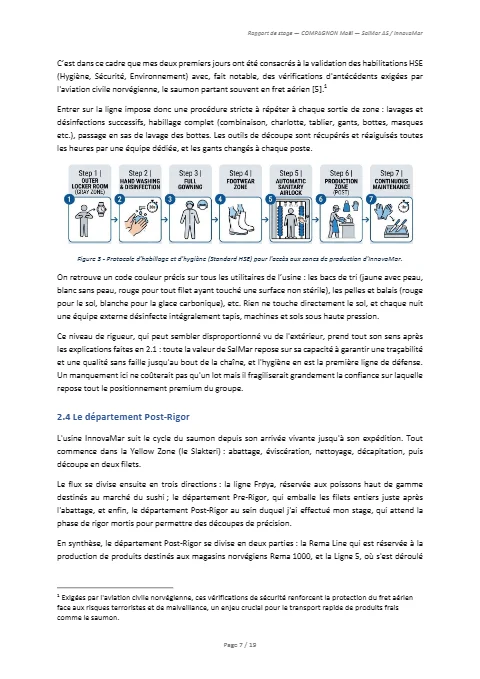 Rapport de stage — COMPAGNON Maël — SalMar AS / InnovaMar
C'est dans ce cadre que mes deux premiers jours ont été consacrés à la validation des habilitations HSE
(Hygiène, Sécurité, Environnement) avec, fait notable, des vérifications d'antécédents exigées par
l'aviation civile norvégienne, le saumon partant souvent en fret aérien [5].1
Entrer sur la ligne impose donc une procédure stricte à répéter à chaque sortie de zone : lavages et
désinfections successifs, habillage complet (combinaison, charlotte, tablier, gants, bottes, masques
etc.), passage en sas de lavage des bottes. Les outils de découpe sont récupérés et réaiguisés toutes
les heures par une équipe dédiée, et les gants changés à chaque poste.
Step 1 |
OUTER
LOCKER ROOM
(GRAY ZONE)
1
Step 2 |
HAND WASHING
& DISINFECTION
2
Step 3 |
FULL
GOWNING
3
Step 4 |
FOOTWEAR
ZONE
4
Step 5 |
AUTOMATIC
SANITARY
AIRLOCK
5
Step 6 |
PRODUCTION
ZONE
(POST)
6
Step 7 |
CONTINUOUS
MAINTENANCE
7
Figure 3 - Protocole d'habillage et d'hygiène (Standard HSE) pour l'accès aux zones de production d'InnovaMar.
On retrouve un code couleur précis sur tous les utilitaires de l'usine : les bacs de tri (jaune avec peau,
blanc sans peau, rouge pour tout filet ayant touché une surface non stérile), les pelles et balais (rouge
pour le sol, blanche pour la glace carbonique), etc. Rien ne touche directement le sol, et chaque nuit
une équipe externe désinfecte intégralement tapis, machines et sols sous haute pression.
Ce niveau de rigueur, qui peut sembler disproportionné vu de l'extérieur, prend tout son sens après
les explications faites en 2.1 : toute la valeur de SalMar repose sur sa capacité à garantir une traçabilité
et une qualité sans faille jusqu'au bout de la chaîne, et l'hygiène en est la première ligne de défense.
Un manquement ici ne coûterait pas qu'un lot mais il fragiliserait grandement la confiance sur laquelle
repose tout le positionnement premium du groupe.
2.4 Le département Post-Rigor
L'usine InnovaMar suit le cycle du saumon depuis son arrivée vivante jusqu'à son expédition. Tout
commence dans la Yellow Zone (le Slakteri) : abattage, éviscération, nettoyage, décapitation, puis
découpe en deux filets.
Le flux se divise ensuite en trois directions : la ligne Frøya, réservée aux poissons haut de gamme
destinés au marché du sushi ; le département Pre-Rigor, qui emballe les filets entiers juste après
l'abattage, et enfin, le département Post-Rigor au sein duquel j'ai effectué mon stage, qui attend la
phase de rigor mortis pour permettre des découpes de précision.
En synthèse, le département Post-Rigor se divise en deux parties : la Rema Line qui est réservée à la
production de produits destinés aux magasins norvégiens Rema 1000, et la Ligne 5, où s'est déroulé
1 Exigées par l'aviation civile norvégienne, ces vérifications de sécurité renforcent la protection du fret aérien
face aux risques terroristes et de malveillance, un enjeu crucial pour le transport rapide de produits frais
comme le saumon.
Page 7 / 19